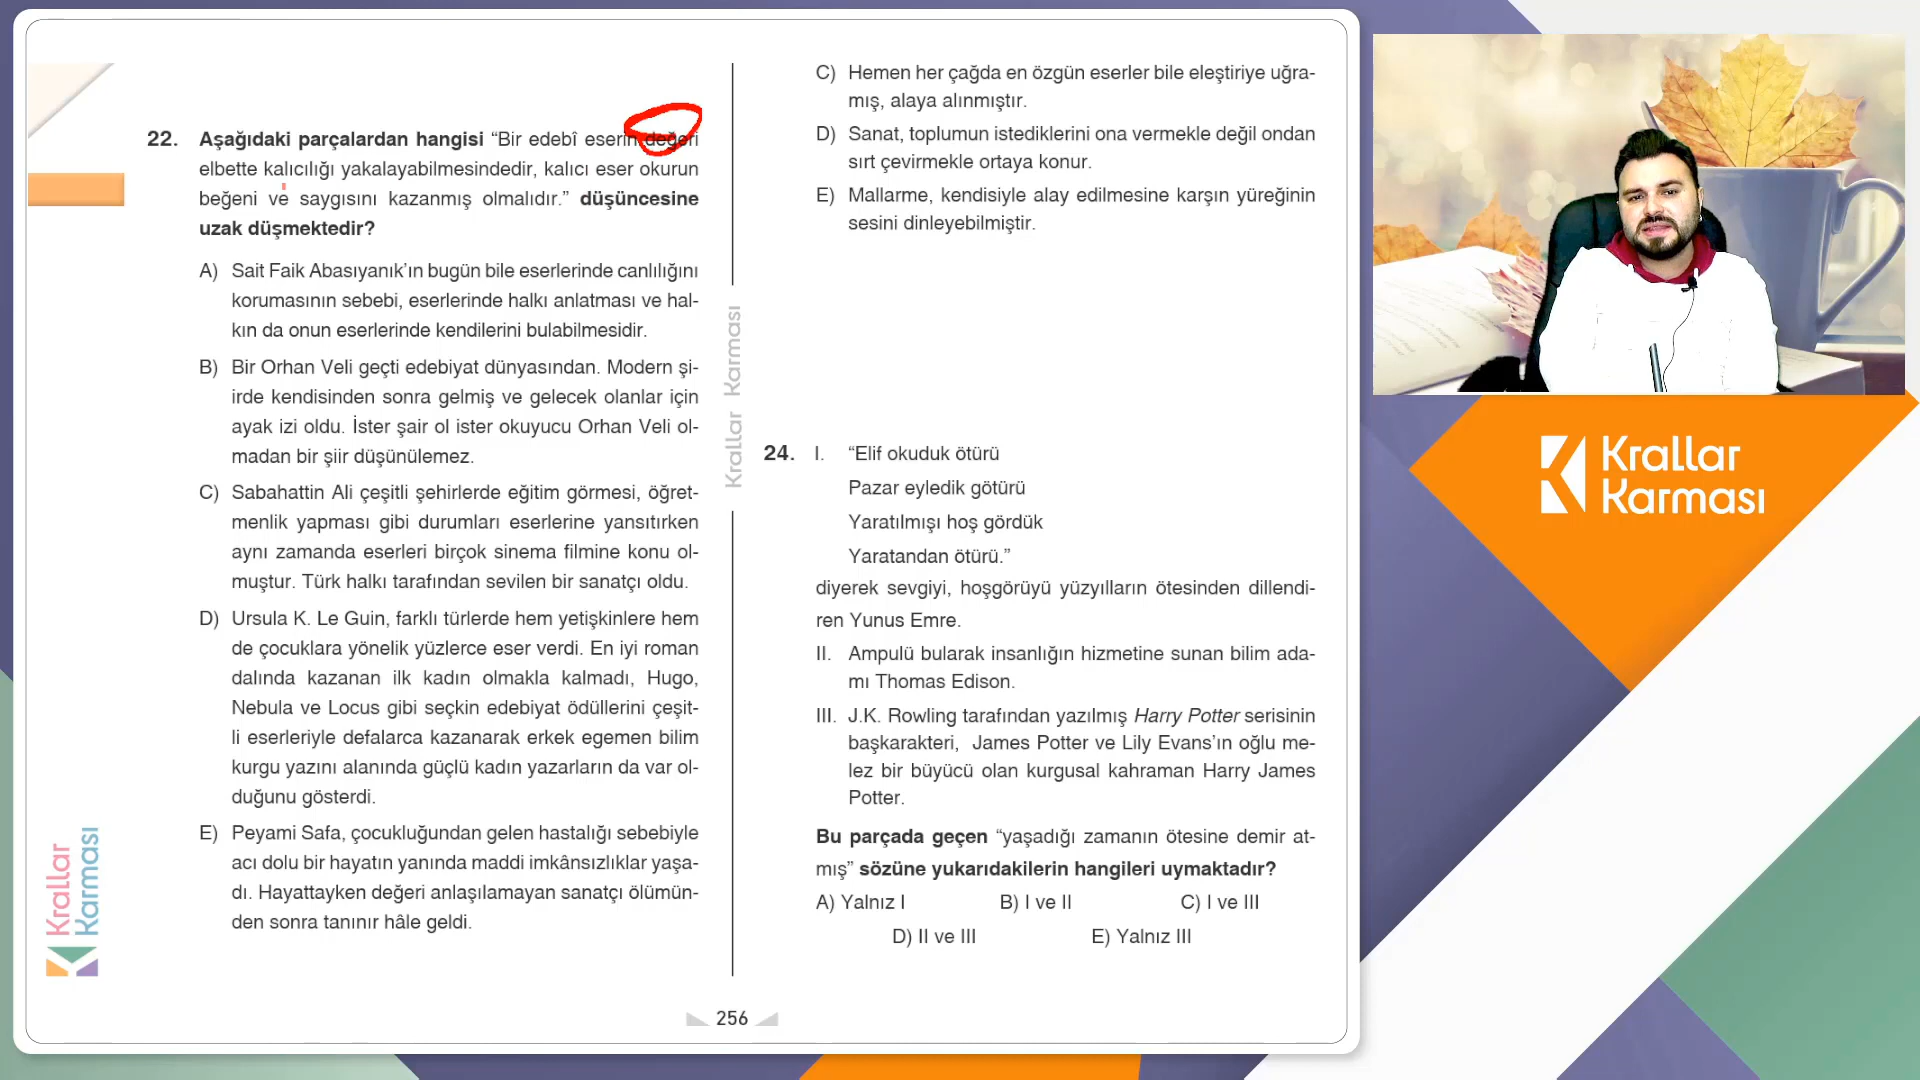 22. Aşağıdaki parçalardan hangisi “Bir edebî eserin değeri
elbette kalıcılığı yakalayabilmesindedir, kalıcı eser okurun
beğeni ve saygısını kazanmış olmalıdır.” düşüncesine
uzak düşmektedir?
A) Sait Faik Abasıyanık’ın bugün bile eserlerinde canlılığını
korumasının sebebi, eserlerinde halkı anlatması ve hal-
kın da onun eserlerinde kendilerini bulabilmesidir.
B) Bir Orhan Veli geçti edebiyat dünyasından. Modern şi-
irde kendisinden sonra gelmiş ve gelecek olanlar için
ayak izi oldu. İster şair ol ister okuyucu Orhan Veli ol-
madan bir şiir düşünülemez.
C) Sabahattin Ali çeşitli şehirlerde eğitim görmesi, öğret-
menlik yapması gibi durumları eserlerine yansıtırken
aynı zamanda eserleri birçok sinema filmine konu ol-
muştur. Türk halkı tarafından sevilen bir sanatçı oldu.
D) Ursula K. Le Guin, farklı türlerde hem yetişkinlere hem
de çocuklara yönelik yüzlerce eser verdi. En iyi roman
dalında kazanan ilk kadın olmakla kalmadı, Hugo,
Nebula ve Locus gibi seçkin edebiyat ödüllerini çeşit-
li eserleriyle defalarca kazanarak erkek egemen bilim
kurgu yazını alanında güçlü kadın yazarların da var ol-
duğunu gösterdi.
E) Peyami Safa, çocukluğundan gelen hastalığı sebebiyle
acı dolu bir hayatın yanında maddi imkânsızlıklar yaşa-
dı. Hayattayken değeri anlaşılamayan sanatçı ölümün-
den sonra tanınır hâle geldi.
Krallar Karması
C) Hemen her çağda en özgün eserler bile eleştiriye uğra-
mış, alaya alınmıştır.
D) Sanat, toplumun istediklerini ona vermekle değil ondan
sırt çevirmekle ortaya konur.
E) Mallarme, kendisiyle alay edilmesine karşın yüreğinin
sesini dinleyebilmiştir.
24. I. “Elif okuduk ötürü
Pazar eyledik götürü
Yaratılmışı hoş gördük
Yaratandan ötürü.”
diyerek sevgiyi, hoşgörüyü yüzyılların ötesinden dillendi-
ren Yunus Emre.
II. Ampulü bularak insanlığın hizmetine sunan bilim ada-
mı Thomas Edison.
III. J.K. Rowling tarafından yazılmış Harry Potter serisinin
başkarakteri, James Potter ve Lily Evans’ın oğlu me-
lez bir büyücü olan kurgusal kahraman Harry James
Potter.
Bu parçada geçen “yaşadığı zamanın ötesine demir at-
mış” sözüne yukarıdakilerin hangileri uymaktadır?
A) Yalnız I B) I ve II C) I ve III
D) II ve III E) Yalnız III
Krallar
Karması
256
Krallar
Karması